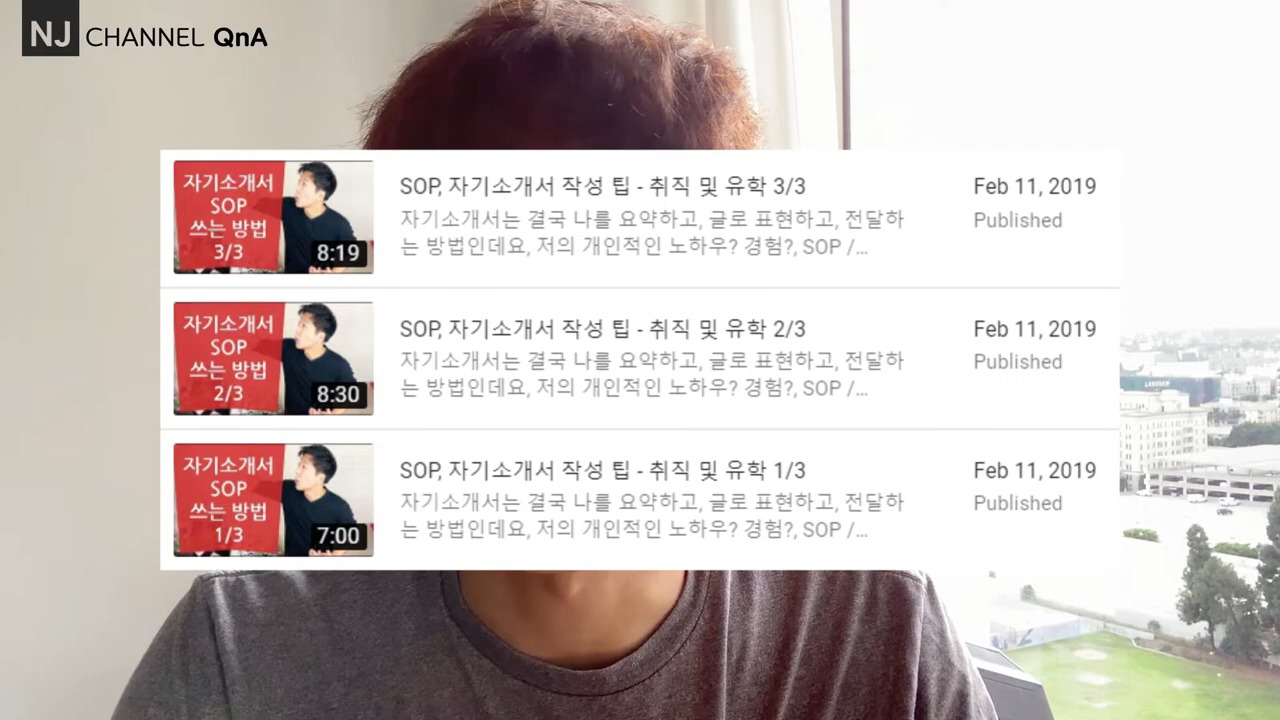 NJ CHANNEL QnA
자기소개서
SOP
쓰는 방법
3/3
8:19
SOP, 자기소개서 작성 팁 - 취직 및 유학 3/3
자기소개서는 결국 나를 요약하고, 글로 표현하고, 전달하
는 방법인데요, 저의 개인적인 노하우? 경험?, SOP /...
Feb 11, 2019
Published
자기소개서
SOP
쓰는 방법
2/3
8:30
SOP, 자기소개서 작성 팁 - 취직 및 유학 2/3
자기소개서는 결국 나를 요약하고, 글로 표현하고, 전달하
는 방법인데요, 저의 개인적인 노하우? 경험?, SOP /...
Feb 11, 2019
Published
자기소개서
SOP
쓰는 방법
1/3
7:00
SOP, 자기소개서 작성 팁 - 취직 및 유학 1/3
자기소개서는 결국 나를 요약하고, 글로 표현하고, 전달하
는 방법인데요, 저의 개인적인 노하우? 경험?, SOP /...
Feb 11, 2019
Published
LANGHAM